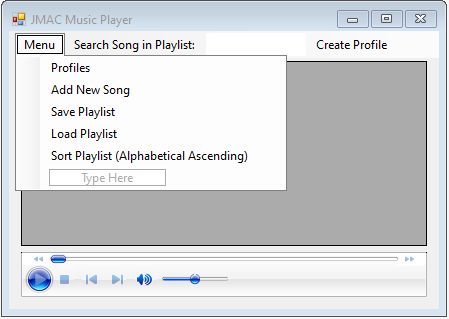 JMAC Music Player
Menu Search Song in Playlist: Create Profile
Profiles
Add New Song
Save Playlist
Load Playlist
Sort Playlist (Alphabetical Ascending)
Type Here